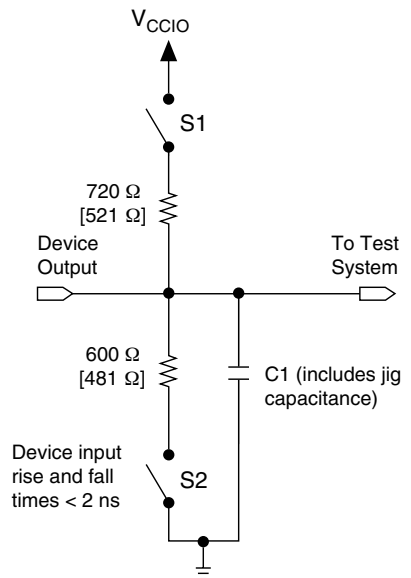 VCCIO
S1
720 Ω
[521 Ω]
Device
Output
To Test
System
600 Ω
[481 Ω]
C1 (includes jig
capacitance)
Device input
rise and fall
times < 2 ns
S2